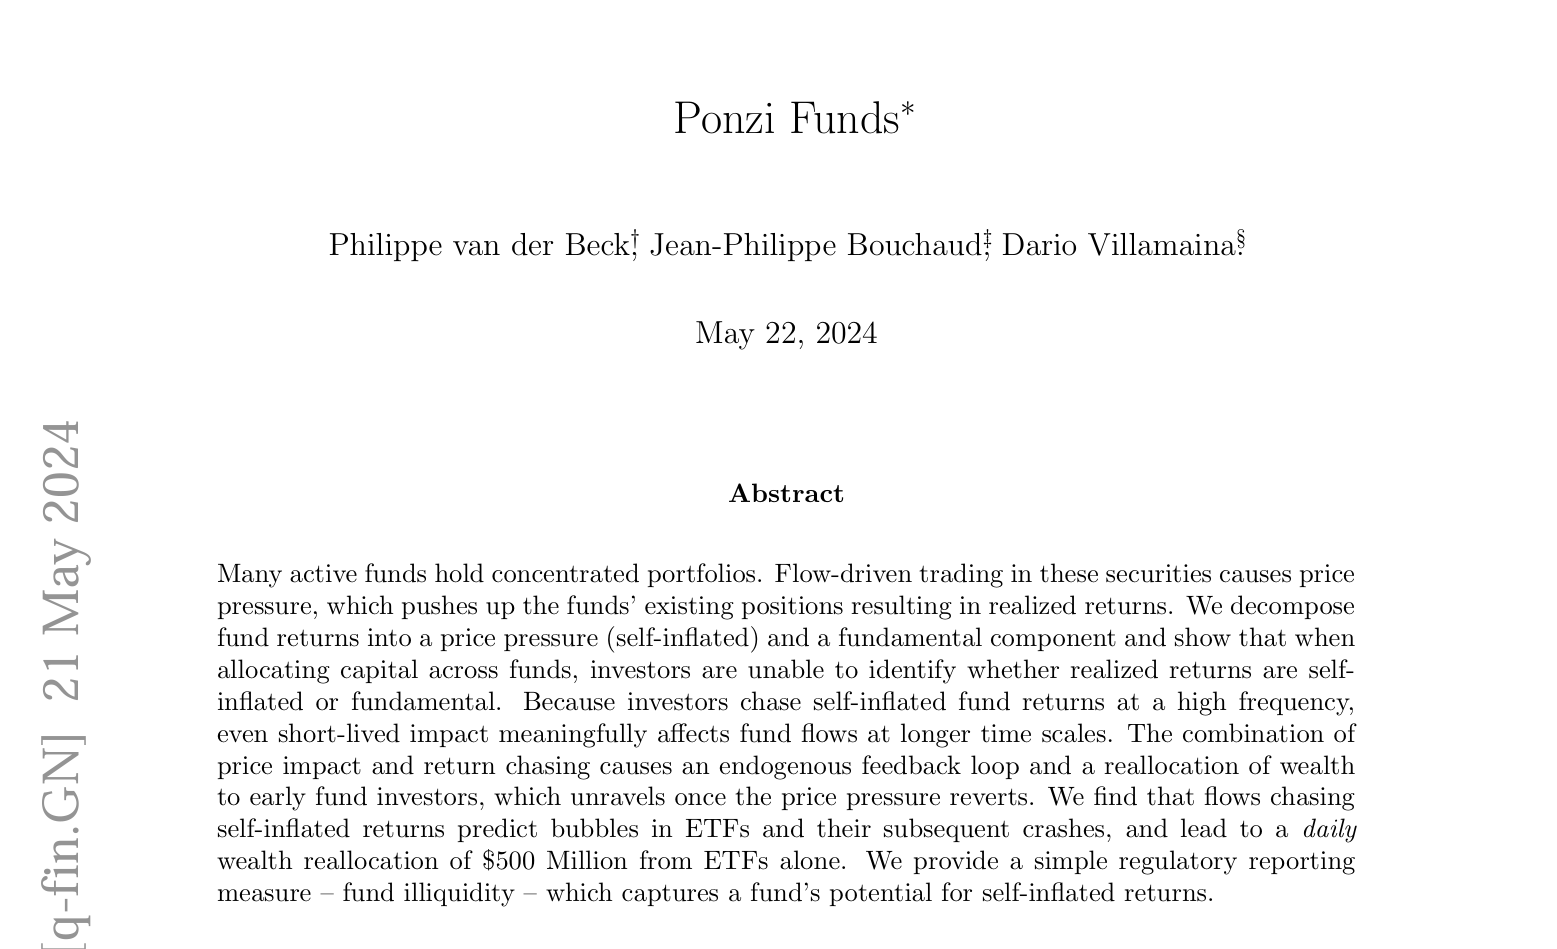 Ponzi Funds*
Philippe van der Beck†, Jean-Philippe Bouchaud‡, Dario Villamaina§.
May 22, 2024
Abstract
Many active funds hold concentrated portfolios. Flow-driven trading in these securities causes price
pressure, which pushes up the funds' existing positions resulting in realized returns. We decompose
fund returns into a price pressure (self-inflated) and a fundamental component and show that when
allocating capital across funds, investors are unable to identify whether realized returns are self-
inflated or fundamental. Because investors chase self-inflated fund returns at a high frequency,
even short-lived impact meaningfully affects fund flows at longer time scales. The combination of
price impact and return chasing causes an endogenous feedback loop and a reallocation of wealth
to early fund investors, which unravels once the price pressure reverts. We find that flows chasing
self-inflated returns predict bubbles in ETFs and their subsequent crashes, and lead to a daily
wealth reallocation of $500 Million from ETFs alone. We provide a simple regulatory reporting
measure – fund illiquidity – which captures a fund's potential for self-inflated returns.
[q-fin.GN] 21 May 2024